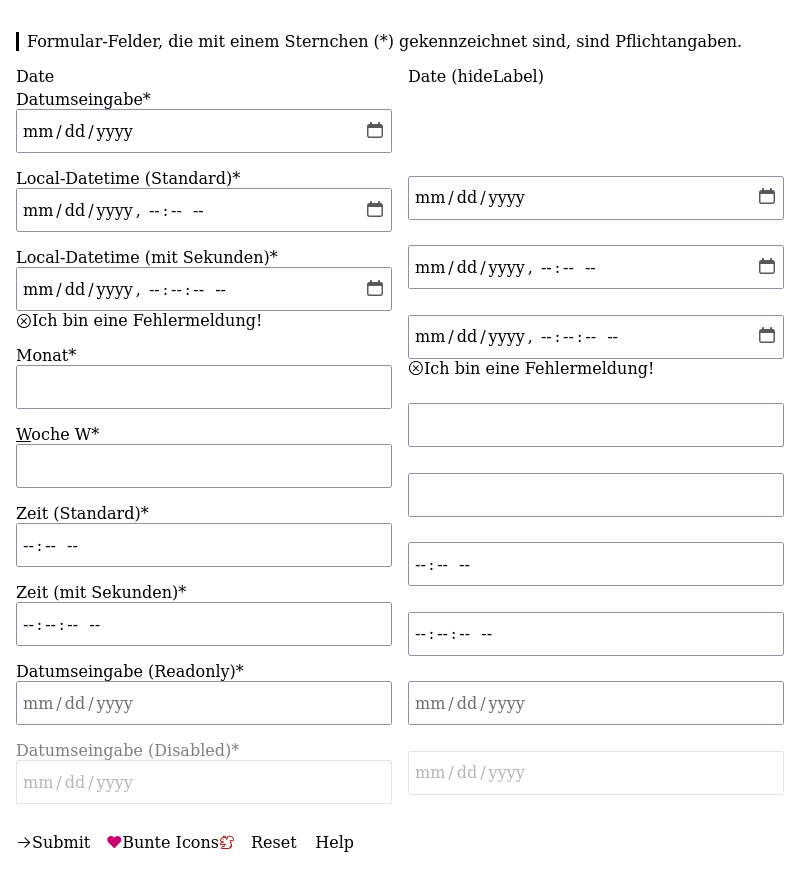 Formular-Felder, die mit einem Sternchen (*) gekennzeichnet sind, sind Pflichtangaben.
Date
Datumseingabe*
mm/dd/yyyy
Local-Datetime (Standard)*
mm/dd/yyyy, --:-- --
Local-Datetime (mit Sekunden)*
mm/dd/yyyy, --:--:-- --
Ich bin eine Fehlermeldung!
Monat*
Woche W*
Zeit (Standard)*
--:-- --
Zeit (mit Sekunden)*
--:--:-- --
Datumseingabe (Readonly)*
mm/dd/yyyy
Datumseingabe (Disabled)*
mm/dd/yyyy
Date (hideLabel)
mm/dd/yyyy
mm/dd/yyyy, --:-- --
mm/dd/yyyy, --:--:-- --
Ich bin eine Fehlermeldung!
--:-- --
--:--:-- --
mm/dd/yyyy
mm/dd/yyyy
Submit Bunte Icons Reset Help